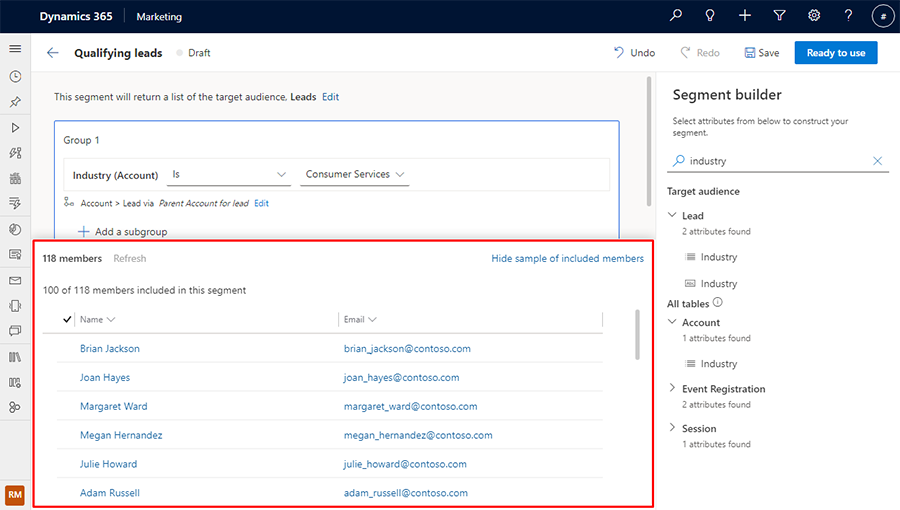 Dynamics 365 Marketing
#
Qualifying leads Draft Undo Redo Save Ready to use
This segment will return a list of the target audience. Leads Edit
Group 1
Industry (Account) Is Consumer Services
Account > Lead via Parent Account for lead Edit
Add a subgroup
118 members Refresh Hide sample of included members
100 of 118 members included in this segment
Name Email
Brian Jackson brian_jackson@contoso.com
Joan Hayes joan_hayes@contoso.com
Margaret Ward margaret_ward@contoso.com
Megan Hernandez megan_hernandez@contoso.com
Julie Howard julie_howard@contoso.com
Adam Russell adam_russell@contoso.com
RM
Segment builder
Select attributes from below to construct your
segment.
industry
Target audience
Lead
2 attributes found
Industry
Abc Industry
All tables
Account
1 attributes found
Industry
Event Registration
2 attributes found
Session
1 attributes found